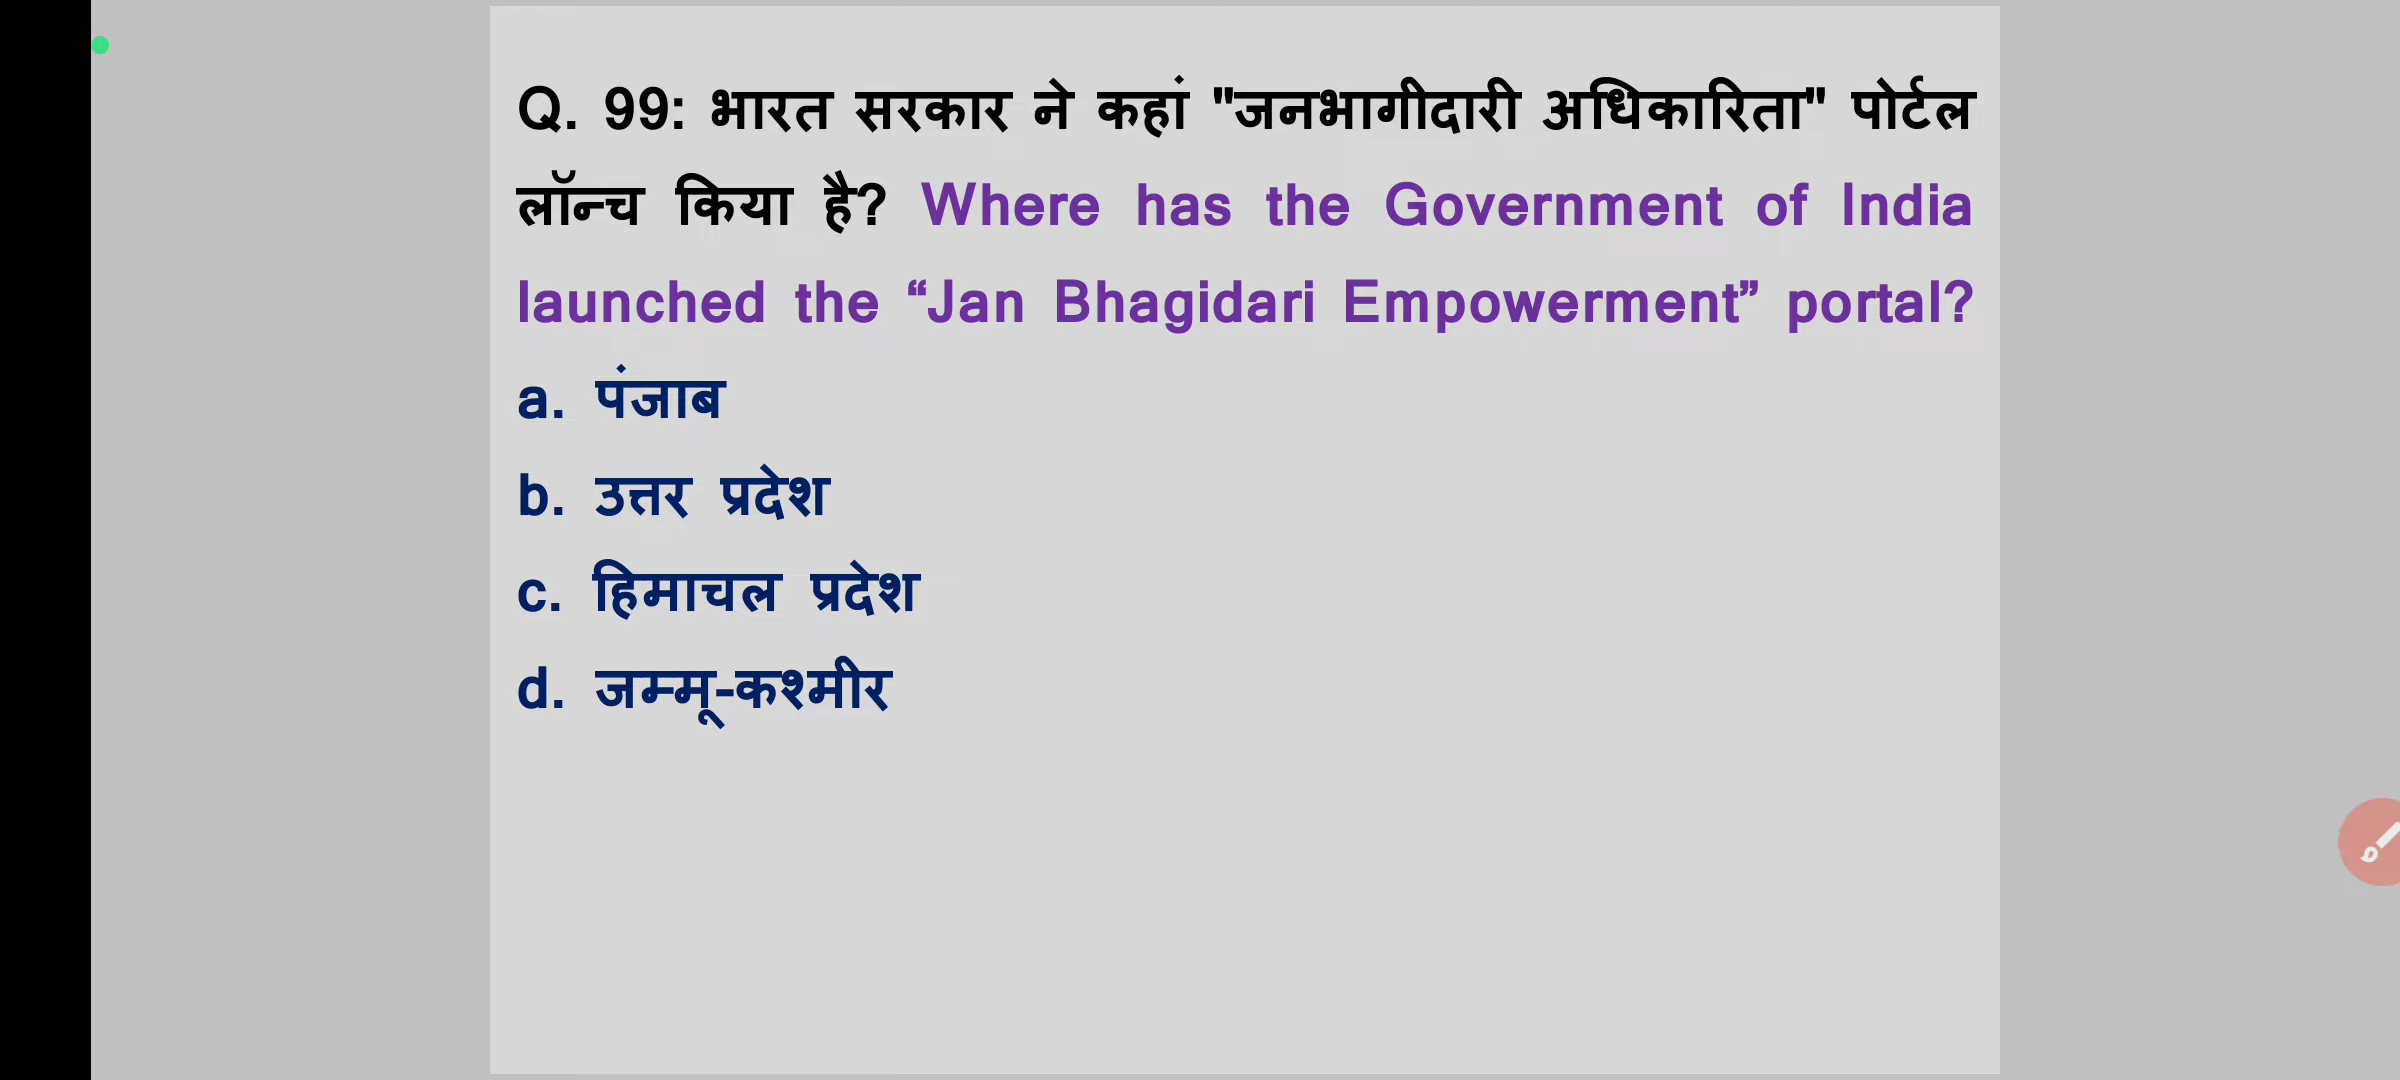 Q. 99: भारत सरकार ने कहां "जनभागीदारी अधिकारिता" पोर्टल
लॉन्च किया है? Where has the Government of India
launched the “Jan Bhagidari Empowerment” portal?
a. पंजाब
b. उत्तर प्रदेश
c. हिमाचल प्रदेश
d. जम्मू-कश्मीर